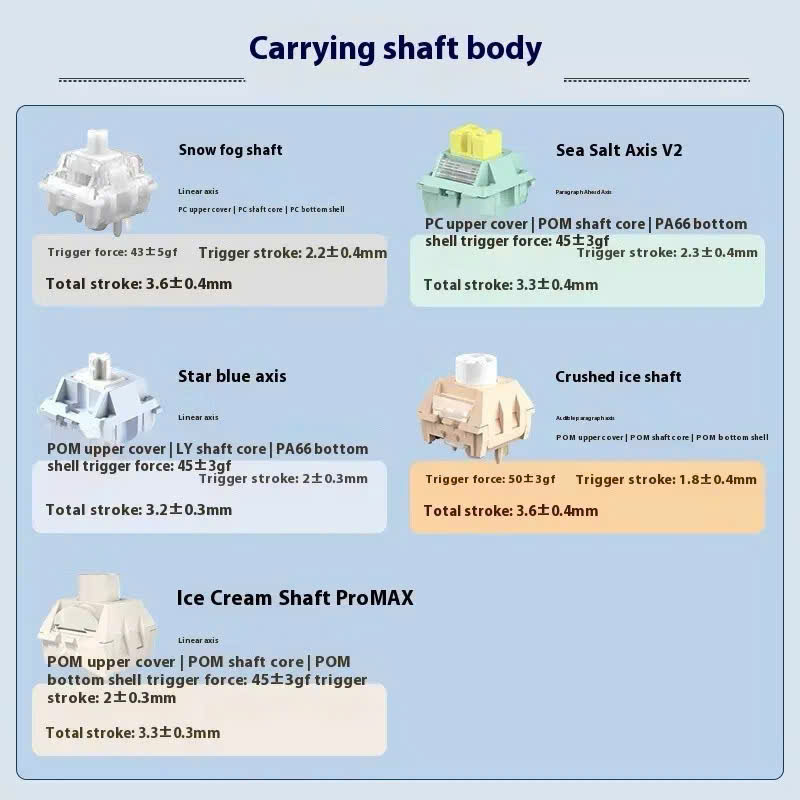 Carrying shaft body
Snow fog shaft
Linear axis
PC upper cover | PC shaft core | PC bottom shell
Trigger force: 43±5gf
Trigger stroke: 2.2±0.4mm
Total stroke: 3.6±0.4mm
Sea Salt Axis V2
Paragraph Ahead Axis
PC upper cover | POM shaft core | PA66 bottom
shell trigger force: 45±3gf
Trigger stroke: 2.3±0.4mm
Total stroke: 3.3±0.4mm
Star blue axis
Linear axis
POM upper cover | LY shaft core | PA66 bottom
shell trigger force: 45±3gf
Trigger stroke: 2±0.3mm
Total stroke: 3.2±0.3mm
Crushed ice shaft
Audible paragraph axis
POM upper cover | POM shaft core | POM bottom shell
Trigger force: 50±3gf
Trigger stroke: 1.8±0.4mm
Total stroke: 3.6±0.4mm
Ice Cream Shaft ProMAX
Linear axis
POM upper cover | POM shaft core | POM
bottom shell trigger force: 45±3gf trigger
stroke: 2±0.3mm
Total stroke: 3.3±0.3mm